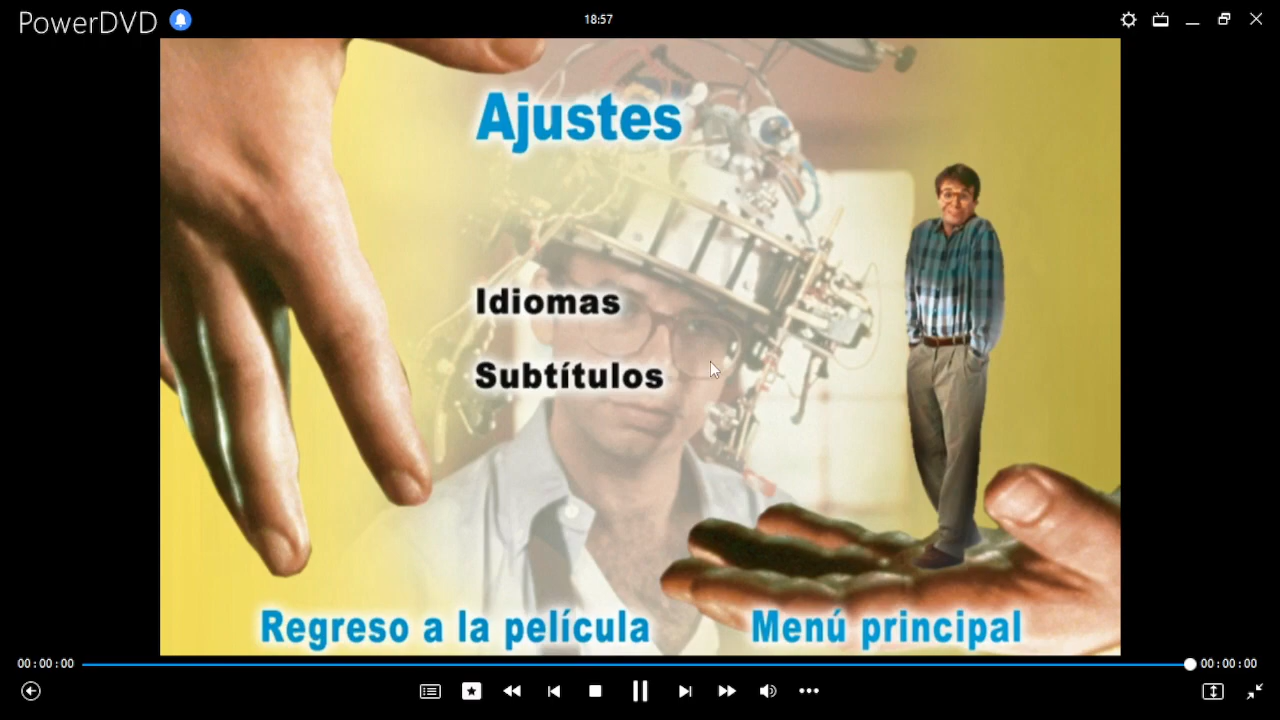 PowerDVD
18:57
Ajustes
Idiomas
Subtítulos
Regreso a la película
Menú principal
00:00:00
00:00:00